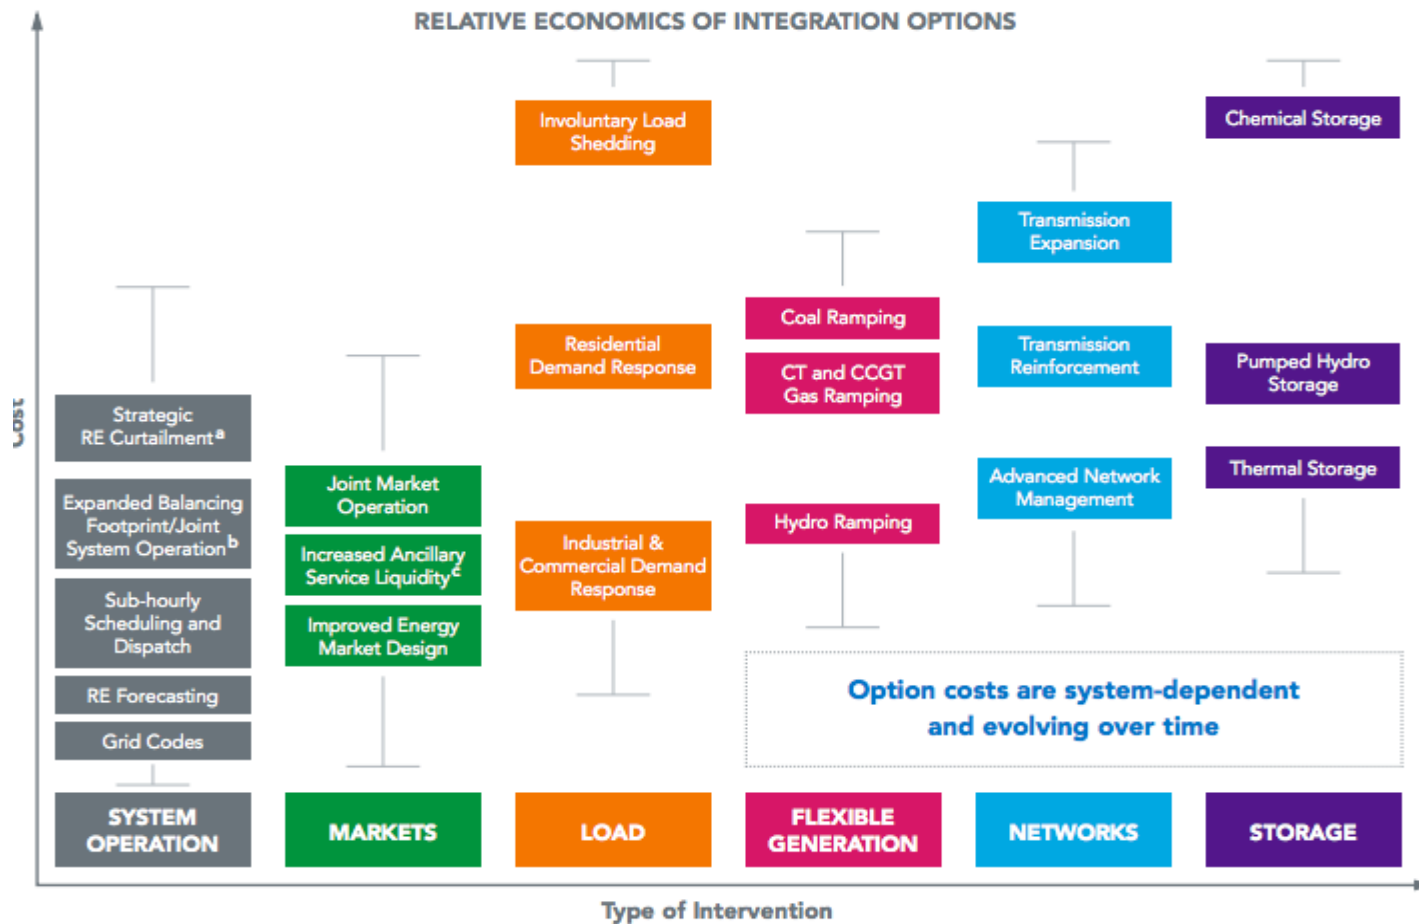 RELATIVE ECONOMICS OF INTEGRATION OPTIONS
Cost
Strategic
RE Curtailmentᵃ
Expanded Balancing
Footprint/Joint
System Operationᵇ
Sub-hourly
Scheduling and
Dispatch
RE Forecasting
Grid Codes
SYSTEM
OPERATION
Joint Market
Operation
Increased Ancillary
Service Liquidityᶜ
Improved Energy
Market Design
MARKETS
Involuntary Load
Shedding
Residential
Demand Response
Industrial &
Commercial Demand
Response
LOAD
Coal Ramping
CT and CCGT
Gas Ramping
Hydro Ramping
FLEXIBLE
GENERATION
Transmission
Expansion
Transmission
Reinforcement
Advanced Network
Management
NETWORKS
Chemical Storage
Pumped Hydro
Storage
Thermal Storage
STORAGE
Option costs are system-dependent
and evolving over time
Type of Intervention